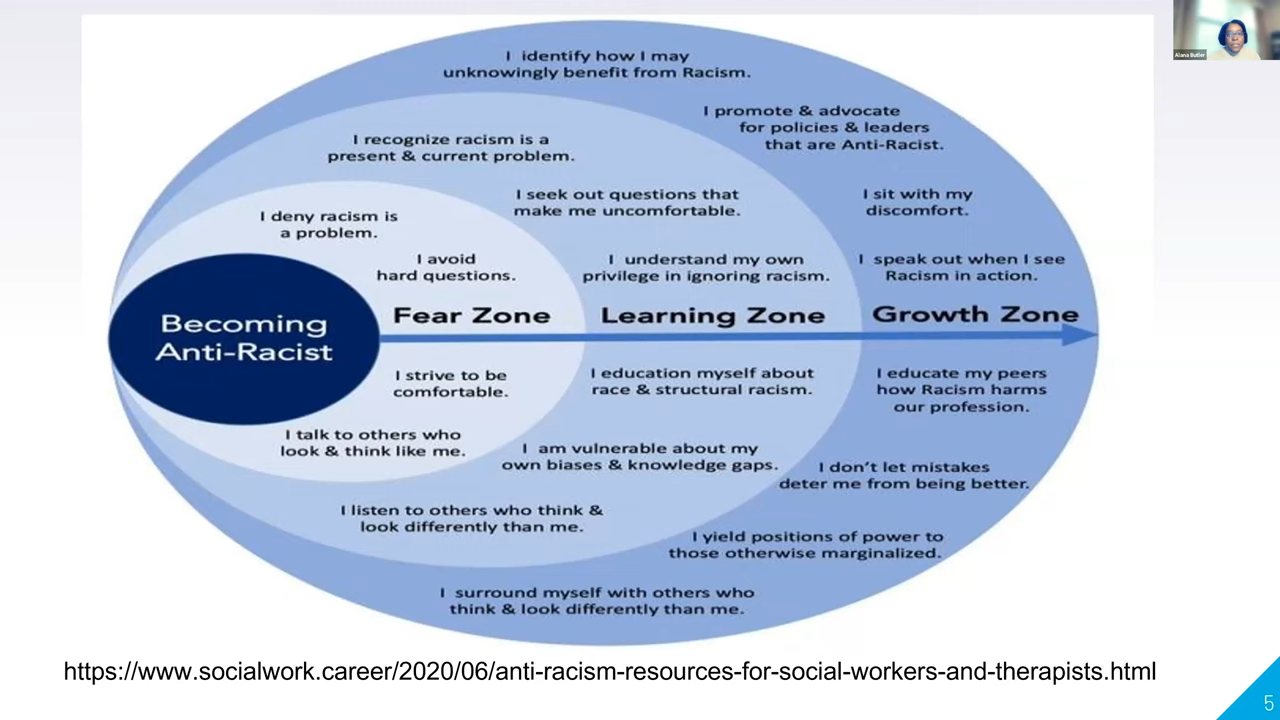 Alana Butler
I identify how I may
unknowingly benefit from Racism.
I promote & advocate
for policies & leaders
that are Anti-Racist.
I recognize racism is a
present & current problem.
I seek out questions that
make me uncomfortable.
I sit with my
discomfort.
I deny racism is
a problem.
I avoid
hard questions.
I understand my own
privilege in ignoring racism.
I speak out when I see
Racism in action.
Becoming
Anti-Racist
Fear Zone
Learning Zone
Growth Zone
I strive to be
comfortable.
I education myself about
race & structural racism.
I educate my peers
how Racism harms
our profession.
I talk to others who
look & think like me.
I am vulnerable about my
own biases & knowledge gaps.
I don't let mistakes
deter me from being better.
I listen to others who think &
look differently than me.
I yield positions of power to
those otherwise marginalized.
I surround myself with others who
think & look differently than me.
https://www.socialwork.career/2020/06/anti-racism-resources-for-social-workers-and-therapists.html
5